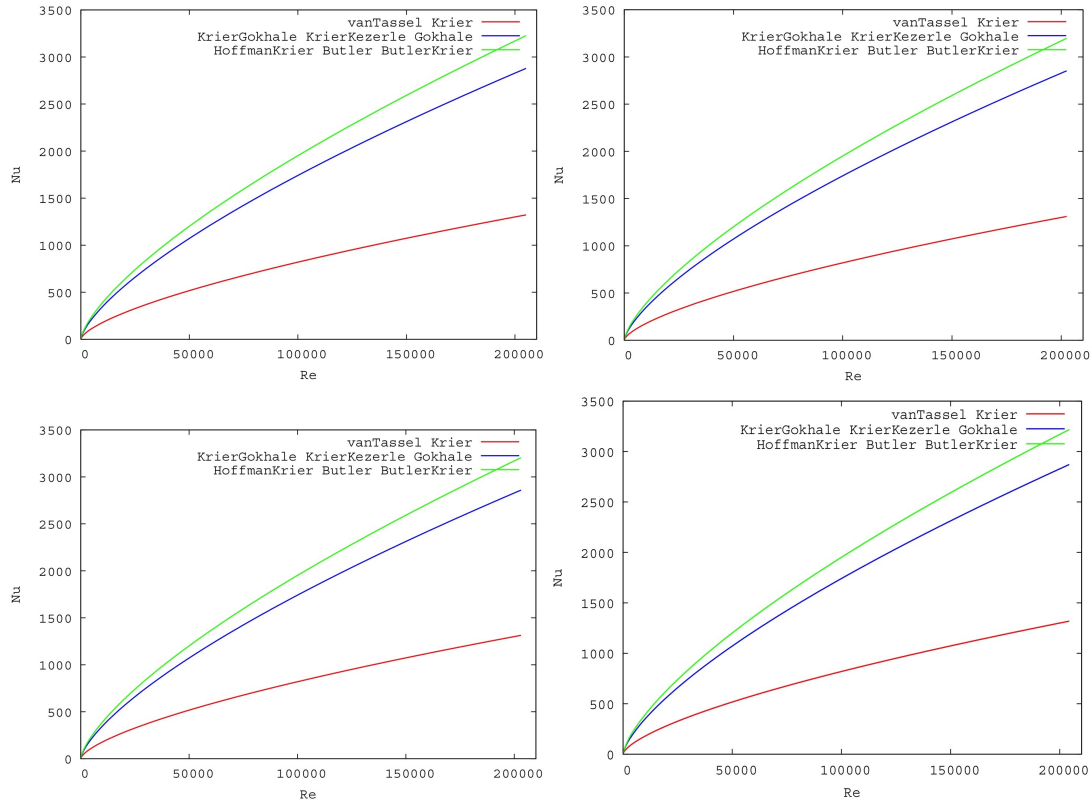 3500
vanTassel Krier
KrierGokhale KrierKezerle Gokhale
HoffmanKrier Butler ButlerKrier
3000
2500
2000
Nu
1500
1000
500
0
0 50000 100000 150000 200000
Re
3500
vanTassel Krier
KrierGokhale KrierKezerle Gokhale
HoffmanKrier Butler ButlerKrier
3000
2500
2000
Nu
1500
1000
500
0
0 50000 100000 150000 200000
Re
3500
vanTassel Krier
KrierGokhale KrierKezerle Gokhale
HoffmanKrier Butler ButlerKrier
3000
2500
2000
Nu
1500
1000
500
0
0 50000 100000 150000 200000
Re
3500
vanTassel Krier
KrierGokhale KrierKezerle Gokhale
HoffmanKrier Butler ButlerKrier
3000
2500
2000
Nu
1500
1000
500
0
0 50000 100000 150000 200000
Re